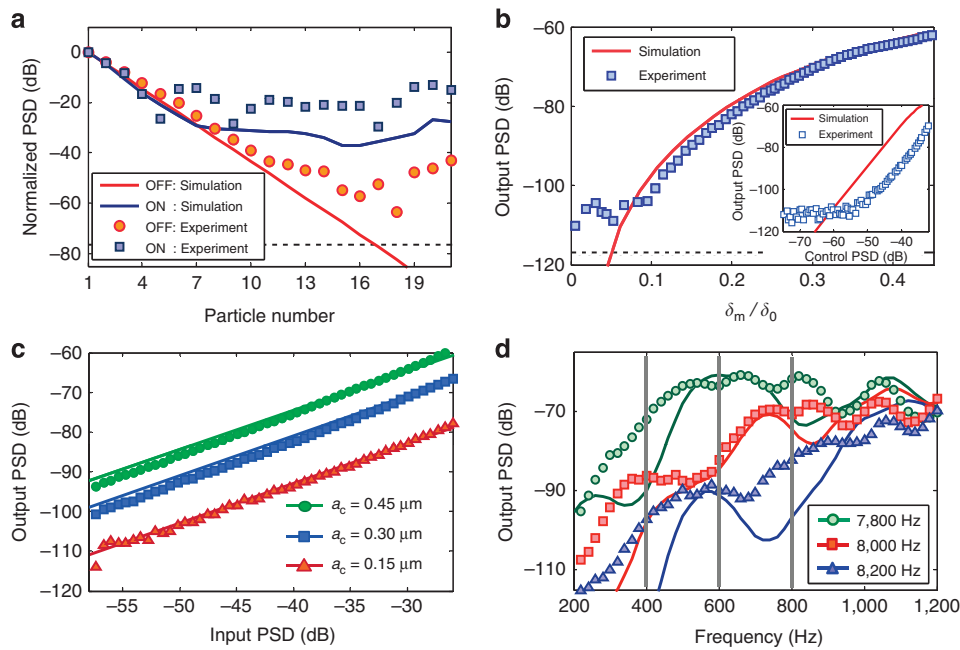 a
Normalized PSD (dB)
0
−20
−40
−60
−80
1 4 7 10 13 16 19
Particle number
OFF: Simulation
ON : Simulation
OFF: Experiment
ON : Experiment
b
Output PSD (dB)
−60
−80
−100
−120
0 0.1 0.2 0.3 0.4
δm / δ0
Simulation
Experiment
Output PSD (dB)
−60
−80
−100
−120
−70 −60 −50 −40
Control PSD (dB)
Simulation
Experiment
c
Output PSD (dB)
−60
−70
−80
−90
−100
−110
−120
−55 −50 −45 −40 −35 −30
Input PSD (dB)
ac = 0.45 μm
ac = 0.30 μm
ac = 0.15 μm
d
Output PSD (dB)
−70
−90
−110
200 400 600 800 1,000 1,200
Frequency (Hz)
7,800 Hz
8,000 Hz
8,200 Hz